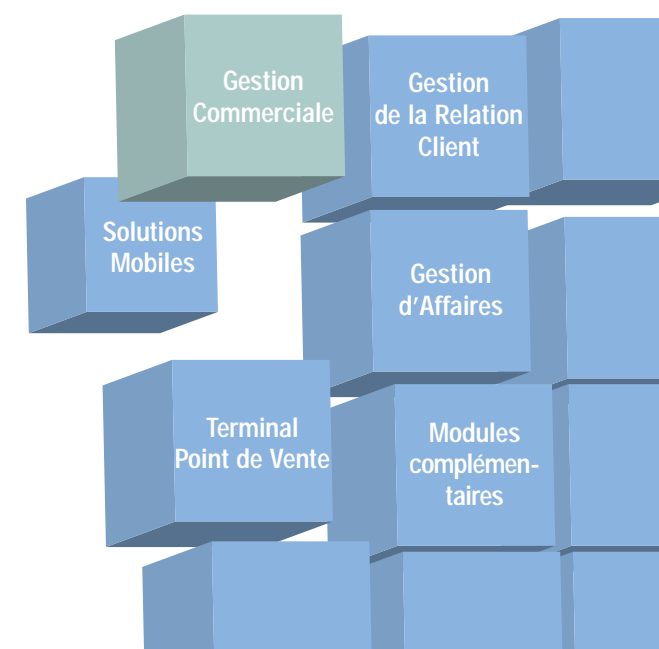 Gestion
Commerciale
Gestion
de la Relation
Client
Solutions
Mobiles
Gestion
d'Affaires
Terminal
Point de Vente
Modules
complémen-
taires